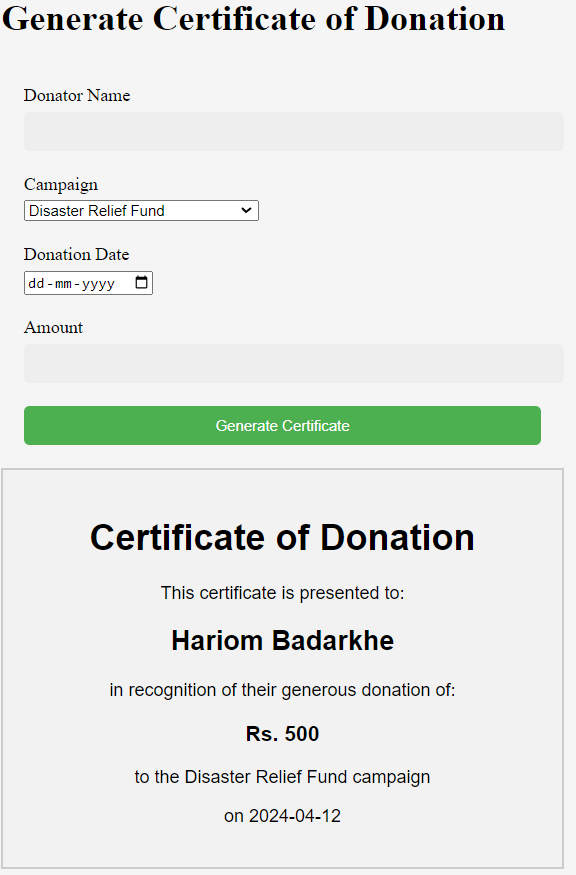 Generate Certificate of Donation
Donator Name
Campaign
Disaster Relief Fund
Donation Date
dd-mm-yyyy
Amount
Generate Certificate
Certificate of Donation
This certificate is presented to:
Hariom Badarkhe
in recognition of their generous donation of:
Rs. 500
to the Disaster Relief Fund campaign
on 2024-04-12